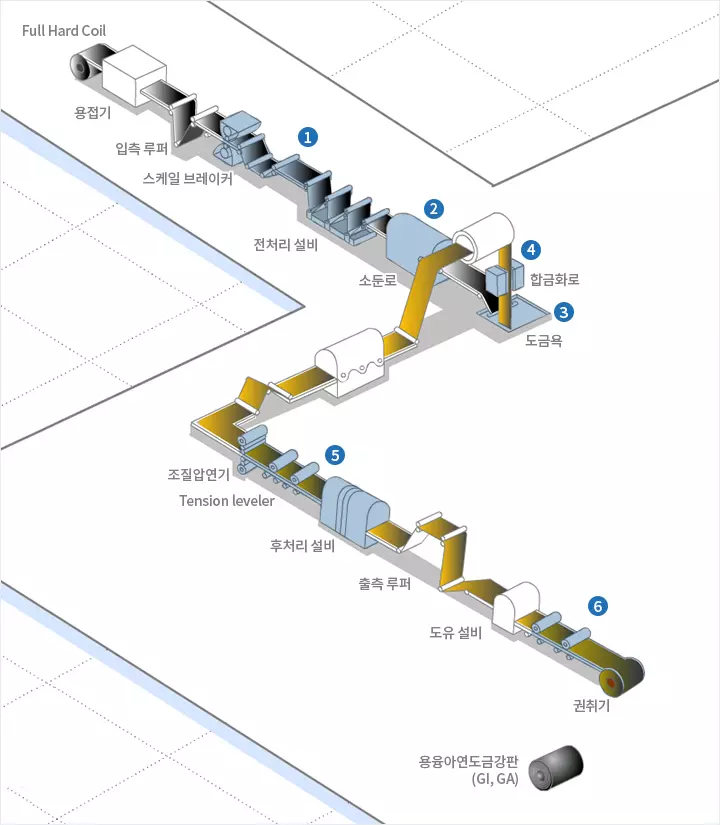 Full Hard Coil
용접기
입측 루퍼
스케일 브레이커
1
전처리 설비
2
소둔로
4
합금화로
3
도금욕
조질압연기
Tension leveler
5
후처리 설비
출측 루퍼
도유 설비
6
권취기
용융아연도금강판
(GI, GA)